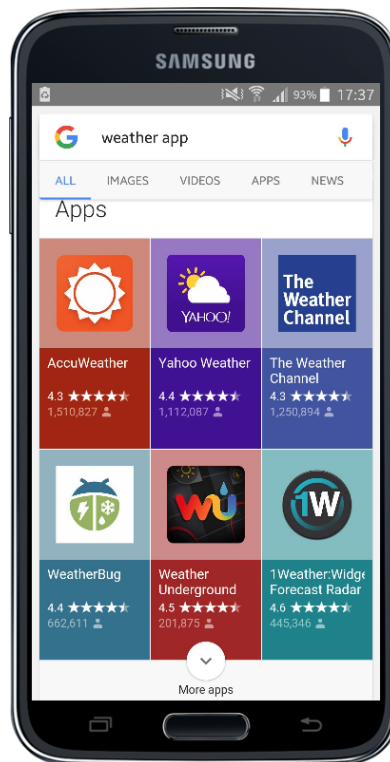 SAMSUNG
93% 17:37
weather app
ALL IMAGES VIDEOS APPS NEWS
Apps
YAHOO!
The
Weather
Channel
AccuWeather
4.3
1,510,827
Yahoo Weather
4.4
1,112,087
The Weather
Channel
4.3
1,250,894
WU
1W
WeatherBug
4.4
662,611
Weather
Underground
4.5
201,875
1Weather:Widge
Forecast Radar
4.6
445,346
More apps